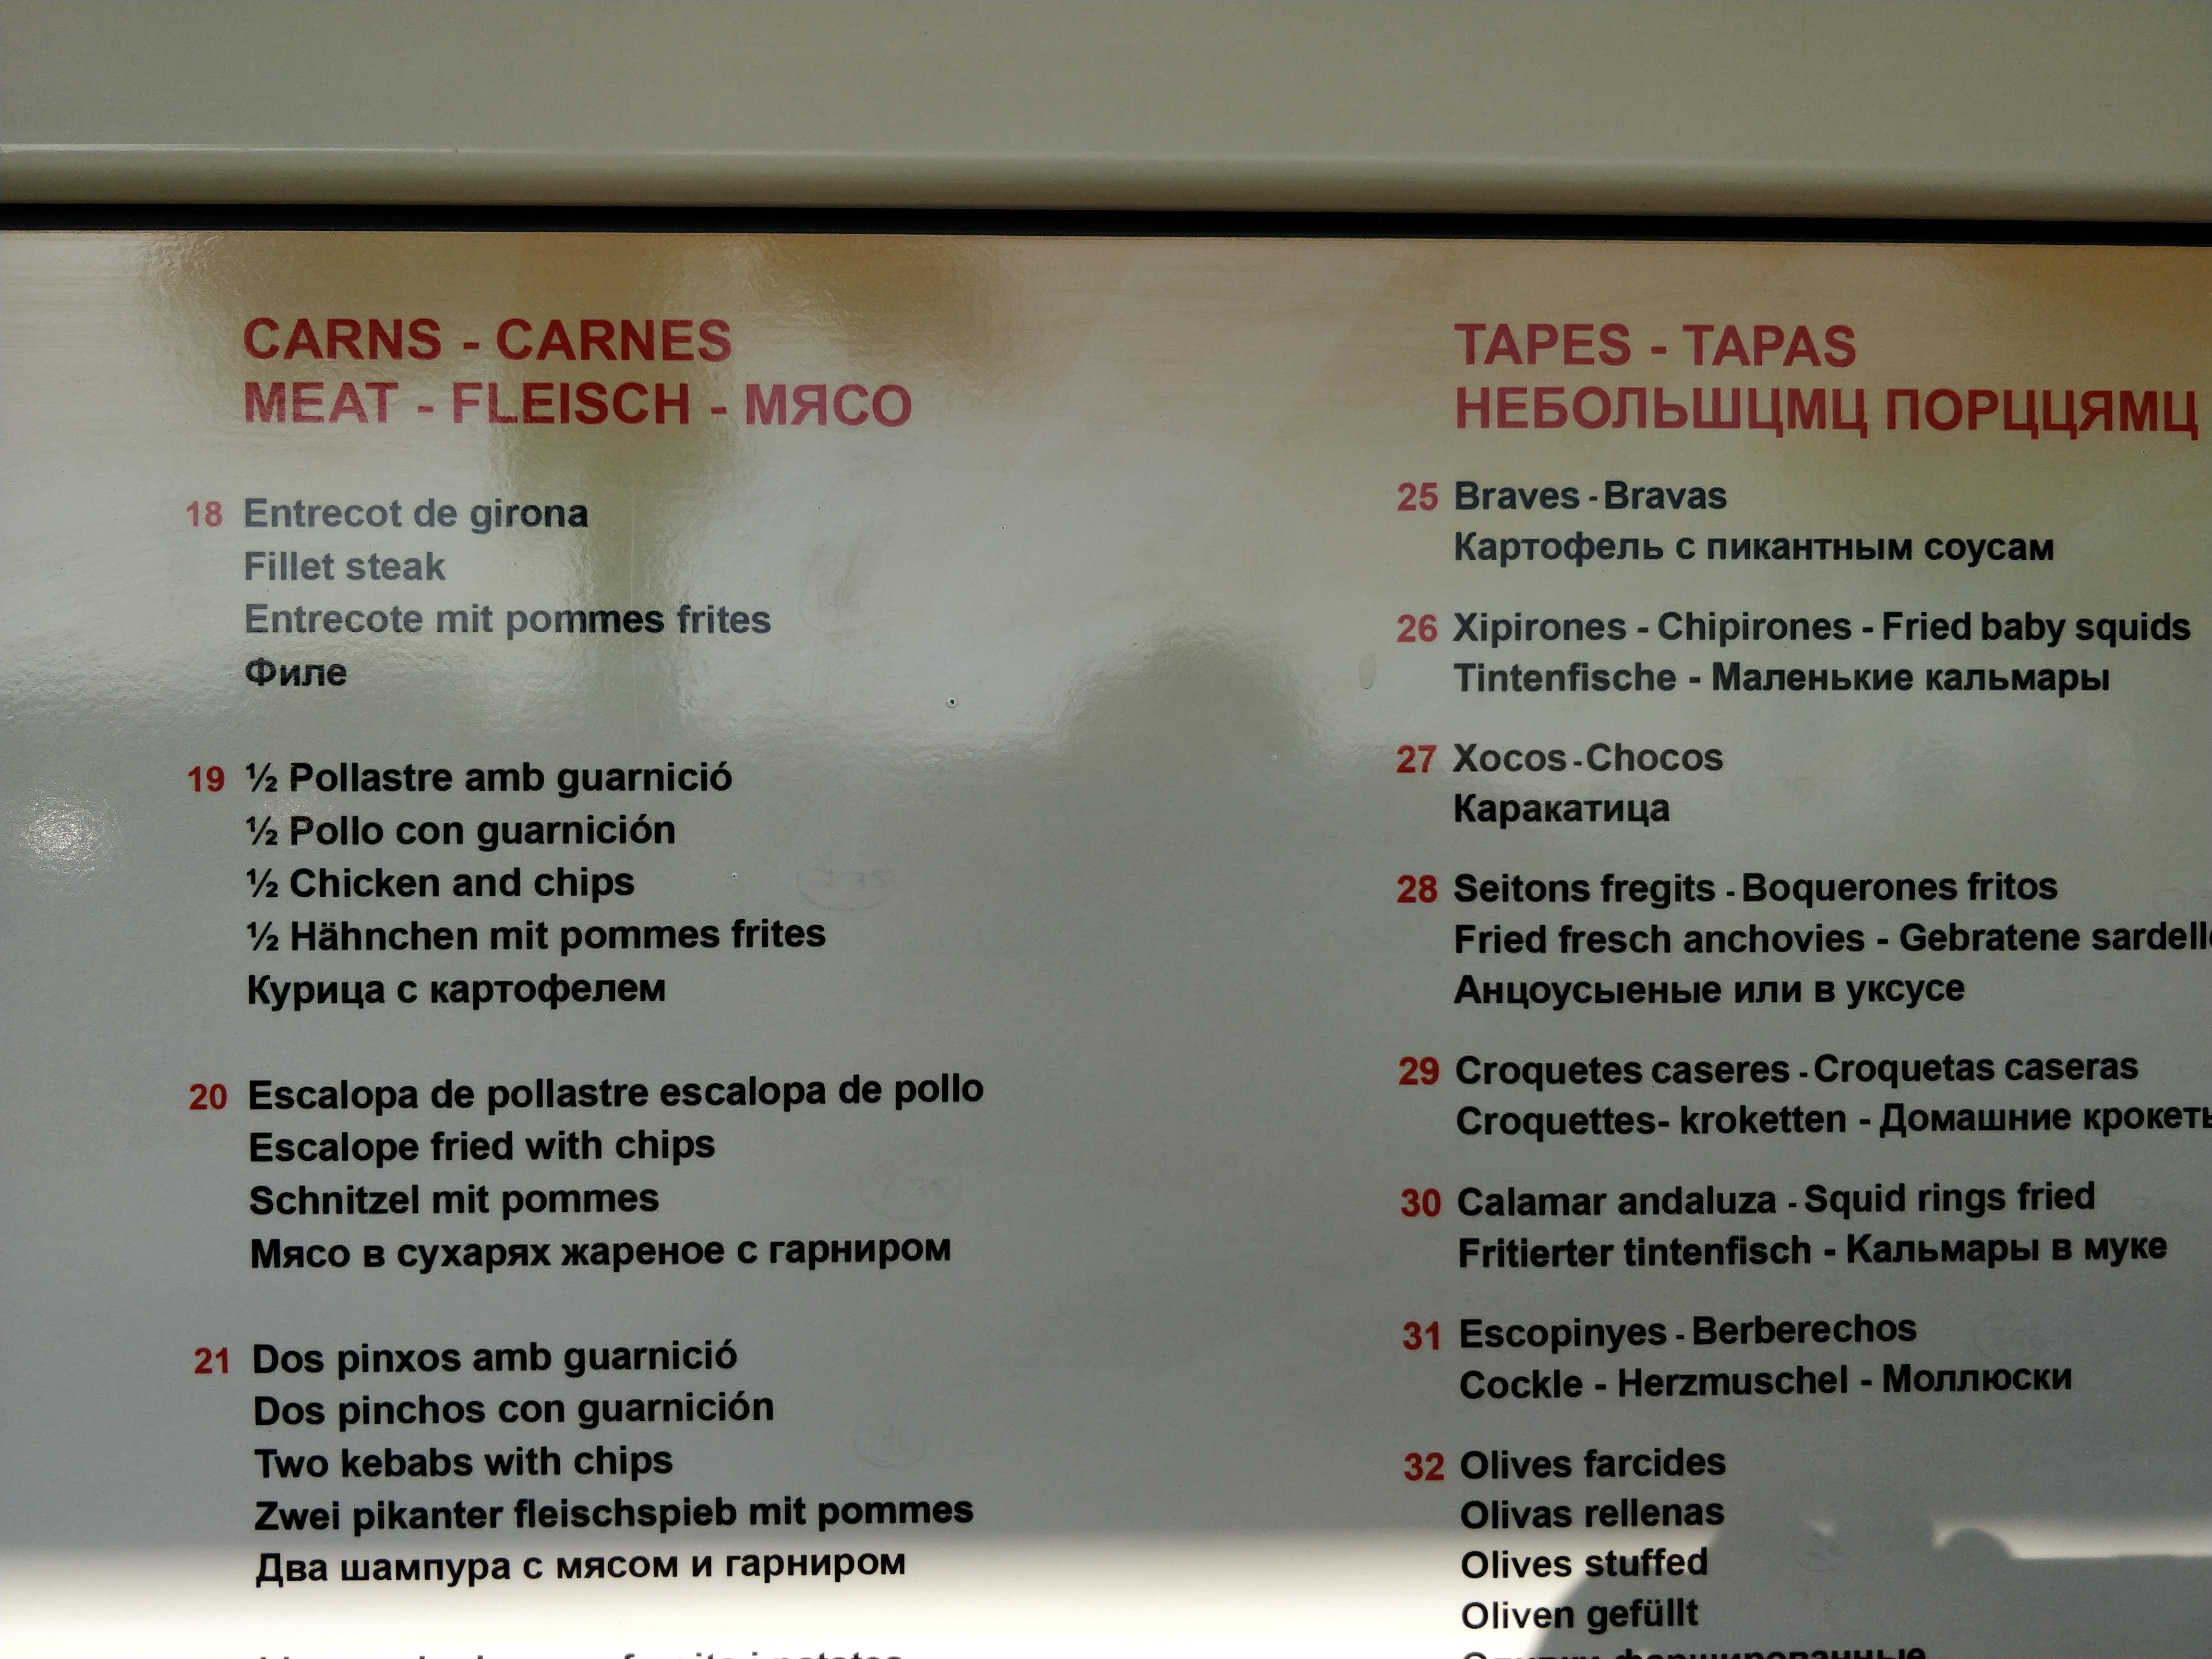 CARNS - CARNES
MEAT - FLEISCH - МЯСО
18 Entrecot de girona
Fillet steak
Entrecote mit pommes frites
Филе
19 ½ Pollastre amb guarnició
½ Pollo con guarnición
½ Chicken and chips
½ Hähnchen mit pommes frites
Курица с картофелем
20 Escalopa de pollastre escalopa de pollo
Escalope fried with chips
Schnitzel mit pommes
Мясо в сухарях жареное с гарниром
21 Dos pinxos amb guarnició
Dos pinchos con guarnición
Two kebabs with chips
Zwei pikanter fleischspieb mit pommes
Два шампура с мясом и гарниром
TAPES - TAPAS
НЕБОЛЬШЦМЦ ПОРЦЦЯМЦ
25 Braves - Bravas
Картофель с пикантным соусам
26 Xipirones - Chipirones - Fried baby squids
Tintenfische - Маленькие кальмары
27 Xocos - Chocos
Каракатица
28 Seitons fregits - Boquerones fritos
Fried fresch anchovies - Gebratene
Анцоусыеные или в уксусе
29 Croquetes caseres - Croquetas caseras
Croquettes- kroketten - Домашние
30 Calamar andaluza - Squid rings fried
Fritierter tintenfisch - Кальмары в муке
31 Escopinyes - Berberechos
Cockle - Herzmuschel - Моллюски
32 Olives farcides
Olivas rellenas
Olives stuffed
Oliven gefüllt